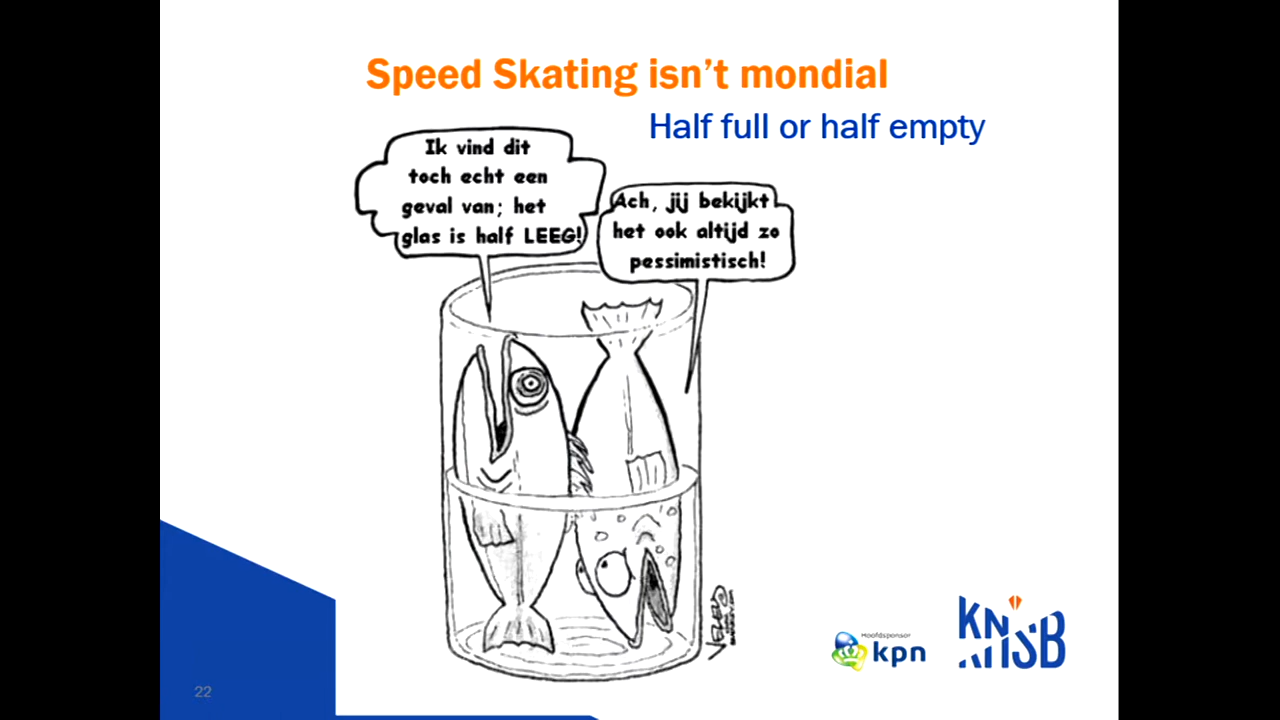 Speed Skating isn't mondial
Half full or half empty
Ik vind dit
toch echt een
geval van; het
glas is half LEEG!
Ach, jij bekijkt
het ook altijd zo
pessimistisch!
Hoofdsponsor
kpn
KNSB
22